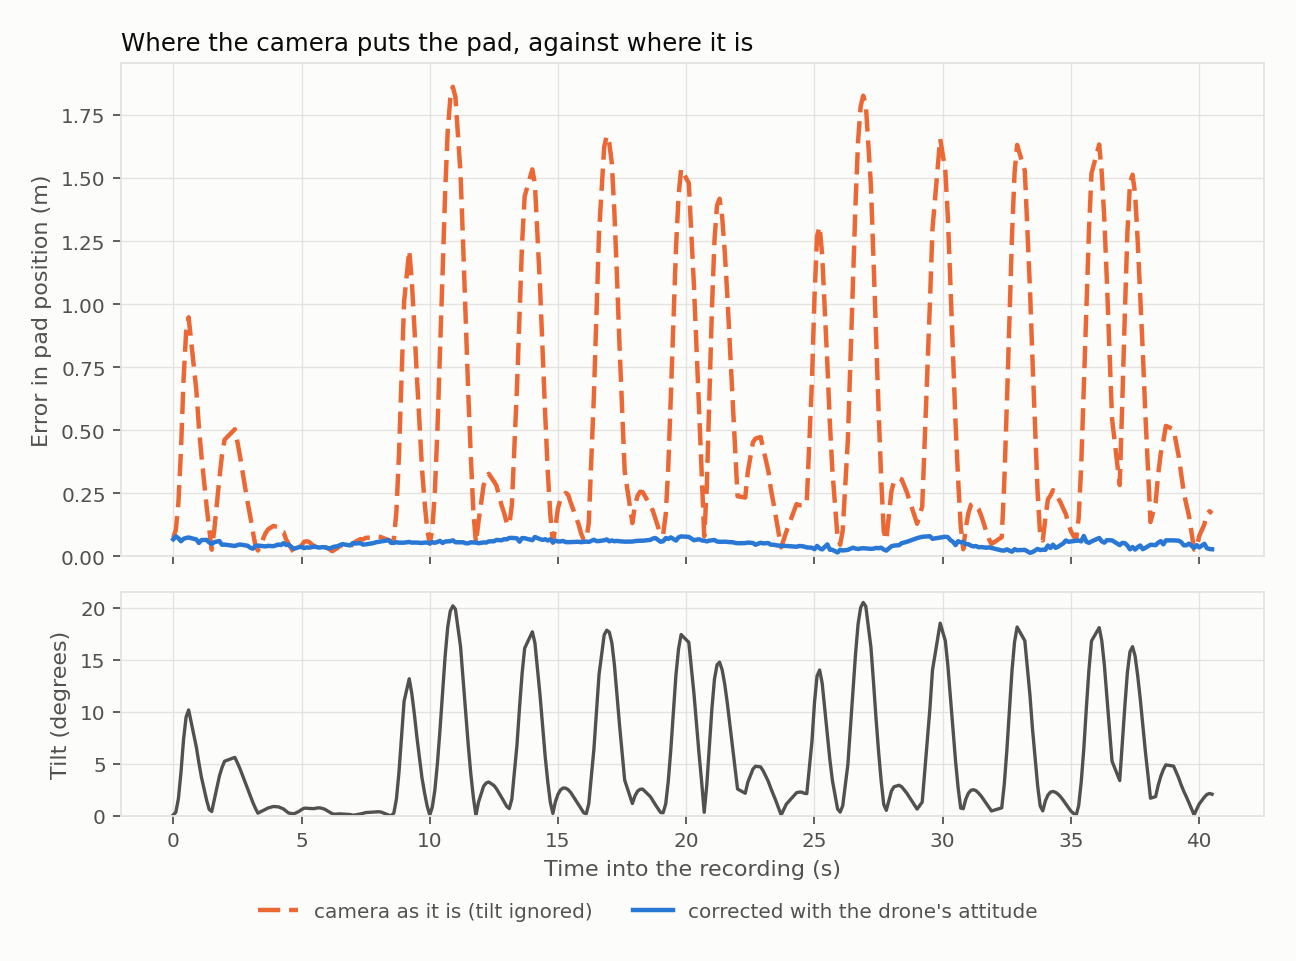 Where the camera puts the pad, against where it is
Error in pad position (m)
1.75
1.50
1.25
1.00
0.75
0.50
0.25
0.00
Tilt (degrees)
20
15
10
5
0
0 5 10 15 20 25 30 35 40
Time into the recording (s)
camera as it is (tilt ignored) corrected with the drone's attitude